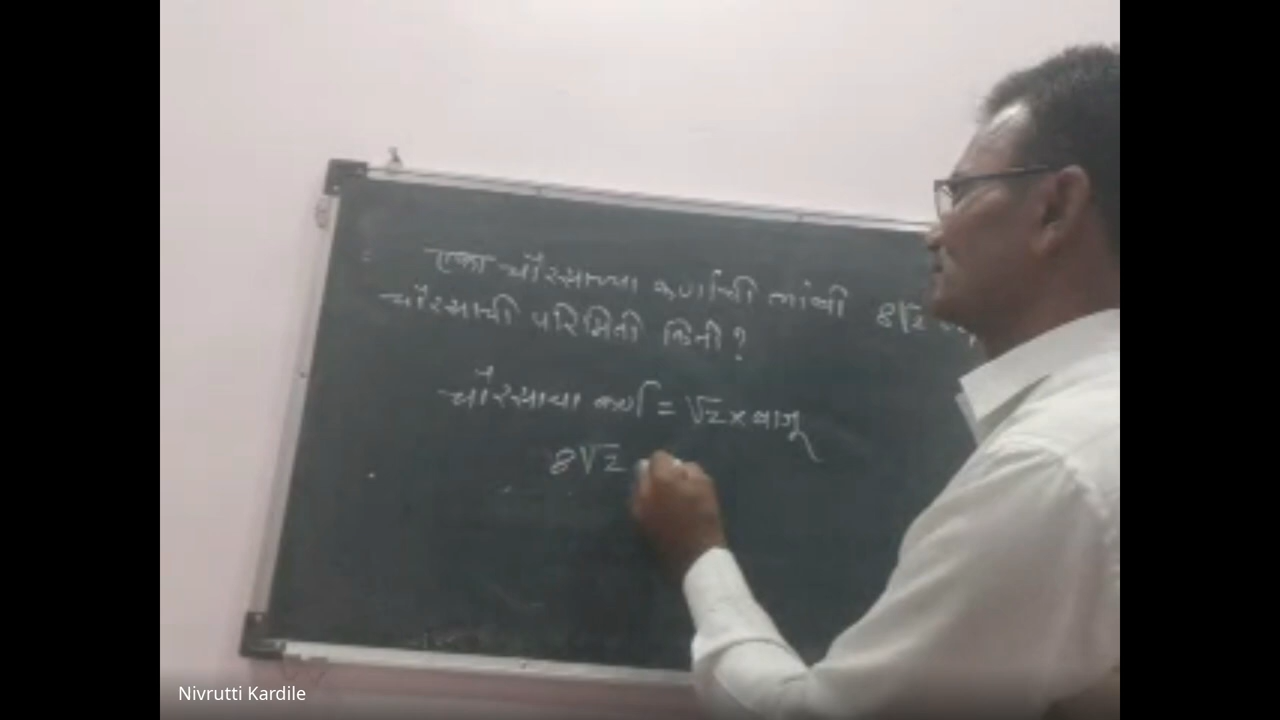 एका चौरसाच्या कर्णाची लांबी 8√2
चौरसाची परिमिती किती?
चौरसाचा कर्ण = √2 × बाजू
8√2
Nivrutti Kardile